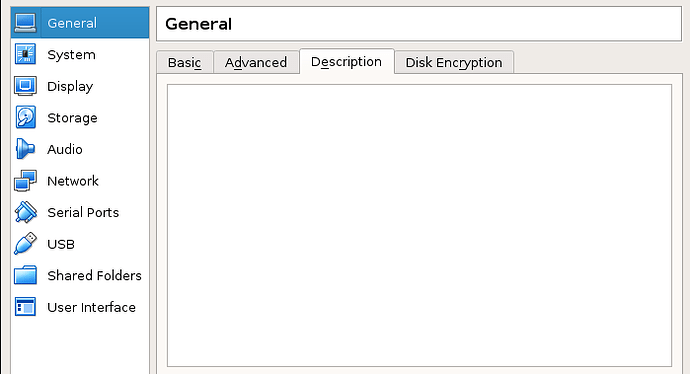 General
System
Display
Storage
Audio
Network
Serial Ports
USB
Shared Folders
User Interface
General
Basic Advanced Description Disk Encryption